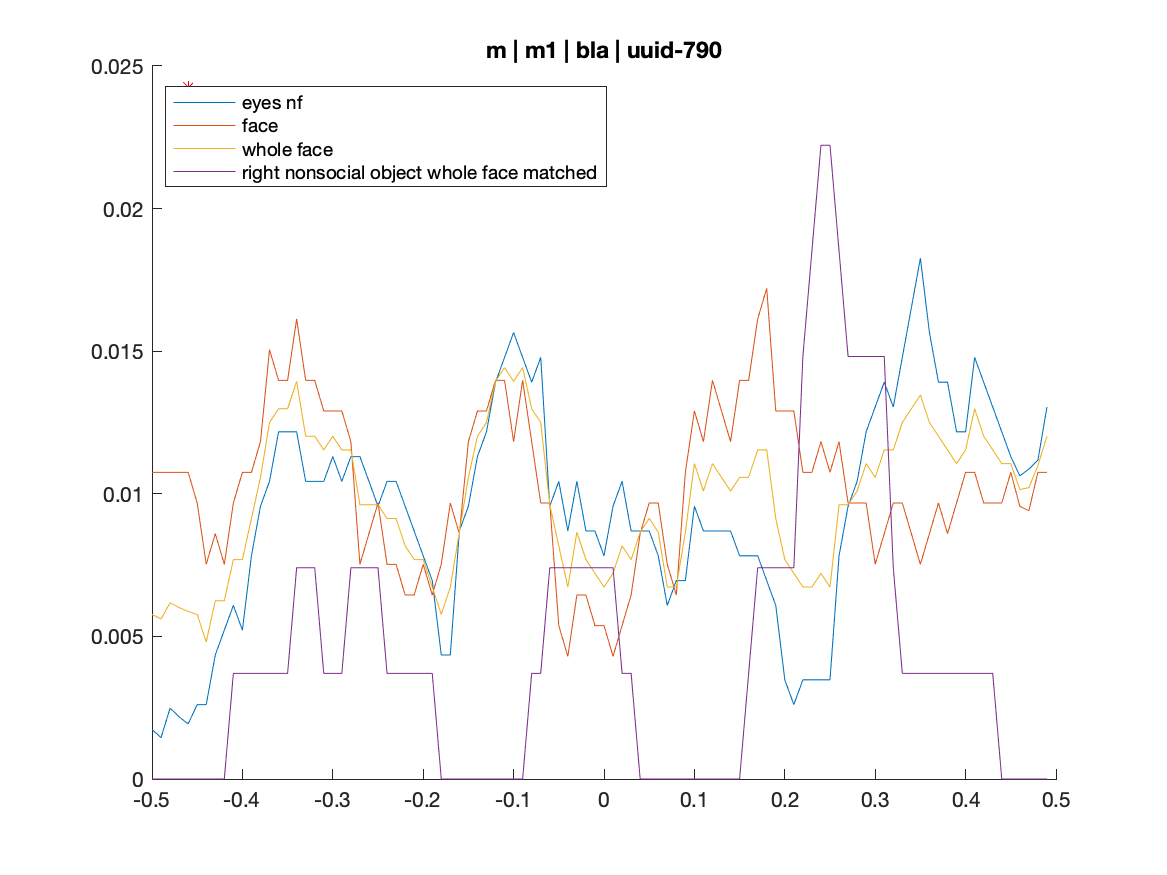 m | m1 | bla | uuid-790
0.025
eyes nf
face
whole face
right nonsocial object whole face matched
0.02
0.015
0.01
0.005
0
-0.5 -0.4 -0.3 -0.2 -0.1 0 0.1 0.2 0.3 0.4 0.5